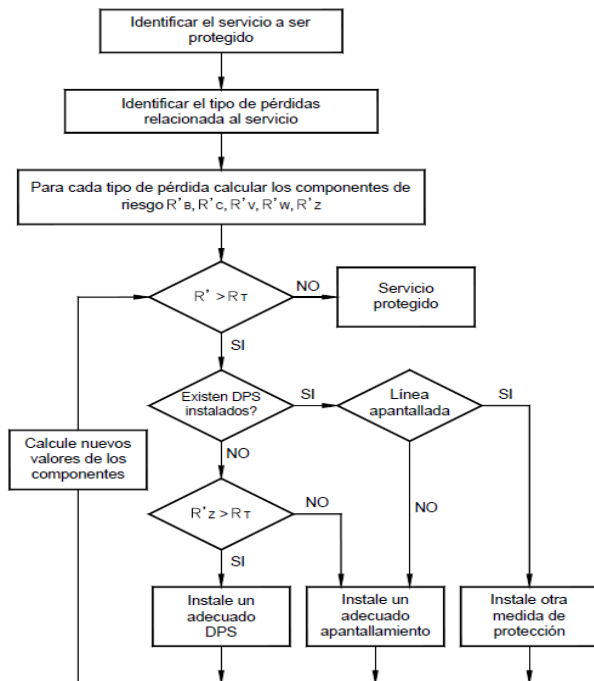 Identificar el servicio a ser
protegido
Identificar el tipo de pérdidas
relacionada al servicio
Para cada tipo de pérdida calcular los componentes de
riesgo R'B, R'C, R'V, R'W, R'Z
R' >RT
NO
Servicio
protegido
SI
Existen DPS
instalados?
SI
Línea
apantallada
SI
Calcule nuevos
valores de los
componentes
NO
NO
R'Z>RT
NO
SI
Instale un
adecuado
DPS
Instale un
adecuado
apantallamiento
Instale otra
medida de
protección